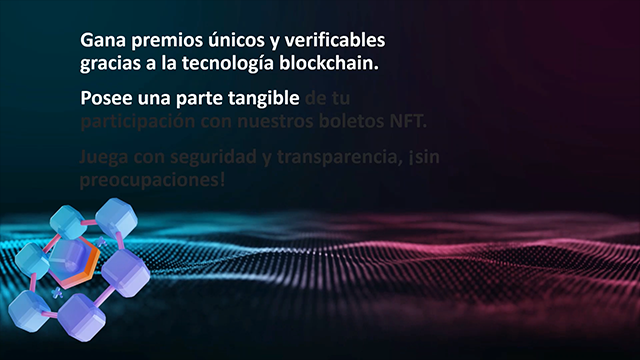 Gana premios únicos y verificables
gracias a la tecnología blockchain.
Posee una parte tangible de tu
participación con nuestros boletos NFT.
Juega con seguridad y transparencia, ¡sin
preocupaciones!